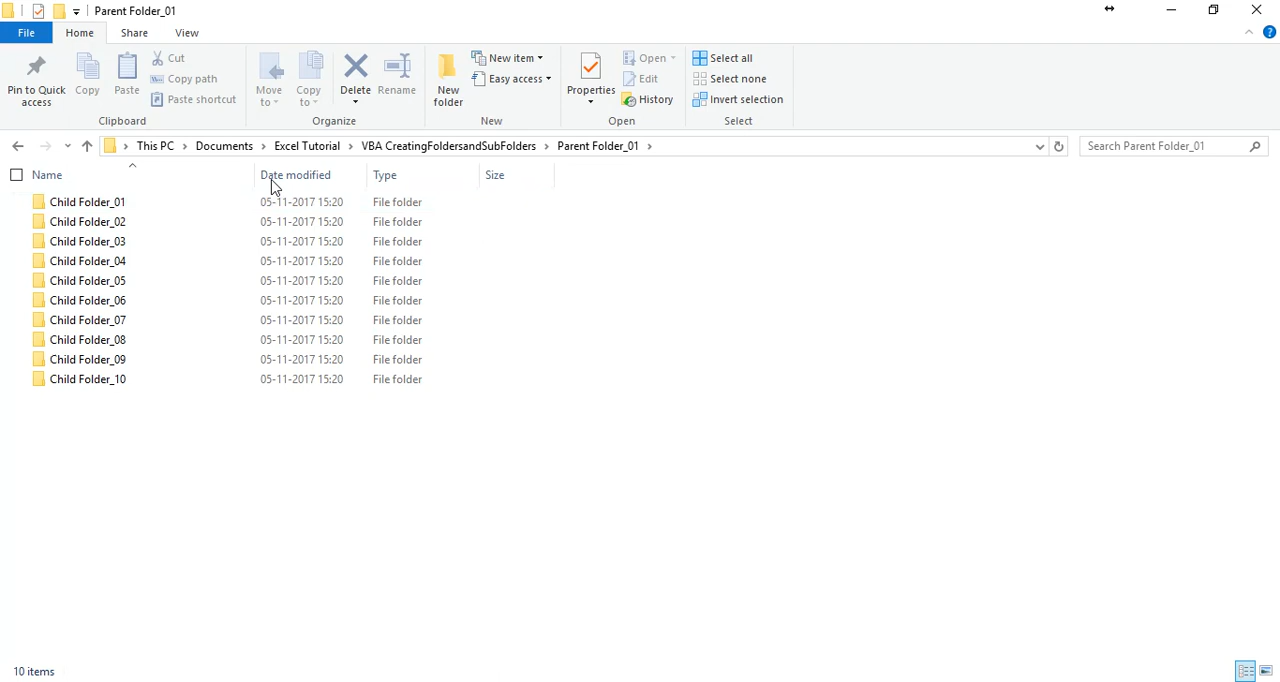 Parent Folder_01
File Home Share View
Pin to Quick access
Copy
Paste
Cut
Copy path
Paste shortcut
Clipboard
Move to
Copy to
Delete
Rename
Organize
New folder
New item
Easy access
New
Properties
Open
Edit
History
Open
Select all
Select none
Invert selection
Select
This PC > Documents > Excel Tutorial > VBA CreatingFoldersandSubFolders > Parent Folder_01 >
Search Parent Folder_01
Name Date modified Type Size
Child Folder_01 05-11-2017 15:20 File folder
Child Folder_02 05-11-2017 15:20 File folder
Child Folder_03 05-11-2017 15:20 File folder
Child Folder_04 05-11-2017 15:20 File folder
Child Folder_05 05-11-2017 15:20 File folder
Child Folder_06 05-11-2017 15:20 File folder
Child Folder_07 05-11-2017 15:20 File folder
Child Folder_08 05-11-2017 15:20 File folder
Child Folder_09 05-11-2017 15:20 File folder
Child Folder_10 05-11-2017 15:20 File folder
10 items